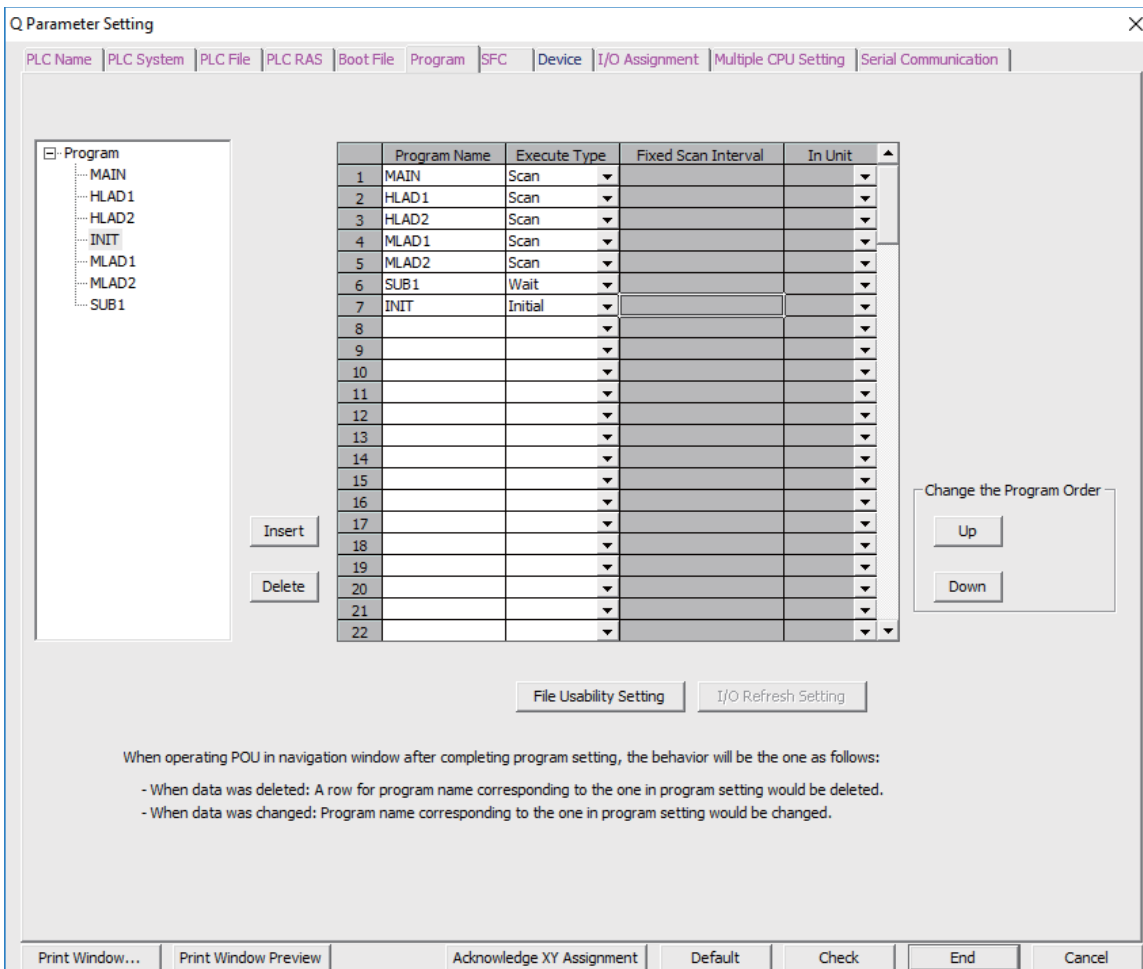 Q Parameter Setting
PLC Name PLC System PLC File PLC RAS Boot File Program SFC Device I/O Assignment Multiple CPU Setting Serial Communication
Program
MAIN
HLAD1
HLAD2
INIT
MLAD1
MLAD2
SUB1
Program Name Execute Type Fixed Scan Interval In Unit
1 MAIN Scan
2 HLAD1 Scan
3 HLAD2 Scan
4 MLAD1 Scan
5 MLAD2 Scan
6 SUB1 Wait
7 INIT Initial
8
9
10
11
12
13
14
15
16
17
18
19
20
21
22
Insert
Delete
Change the Program Order
Up
Down
File Usability Setting I/O Refresh Setting
When operating POU in navigation window after completing program setting, the behavior will be the one as follows:
- When data was deleted: A row for program name corresponding to the one in program setting would be deleted.
- When data was changed: Program name corresponding to the one in program setting would be changed.
Print Window... Print Window Preview Acknowledge XY Assignment Default Check End Cancel